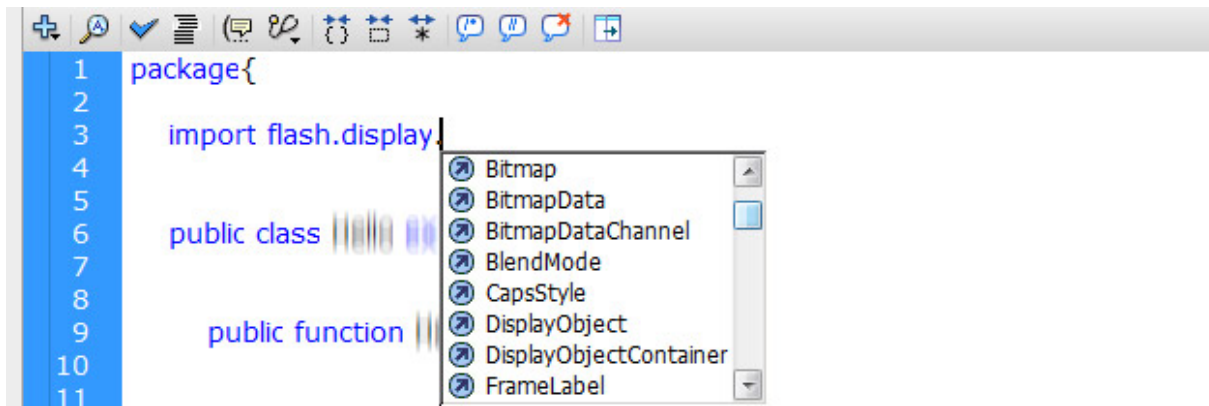 1 package{
2
3 import flash.display.
Bitmap
4
BitmapData
5
6 public class
BitmapDataChannel
7
BlendMode
8
CapsStyle
9 public function
DisplayObject
10
DisplayObjectContainer
11
FrameLabel